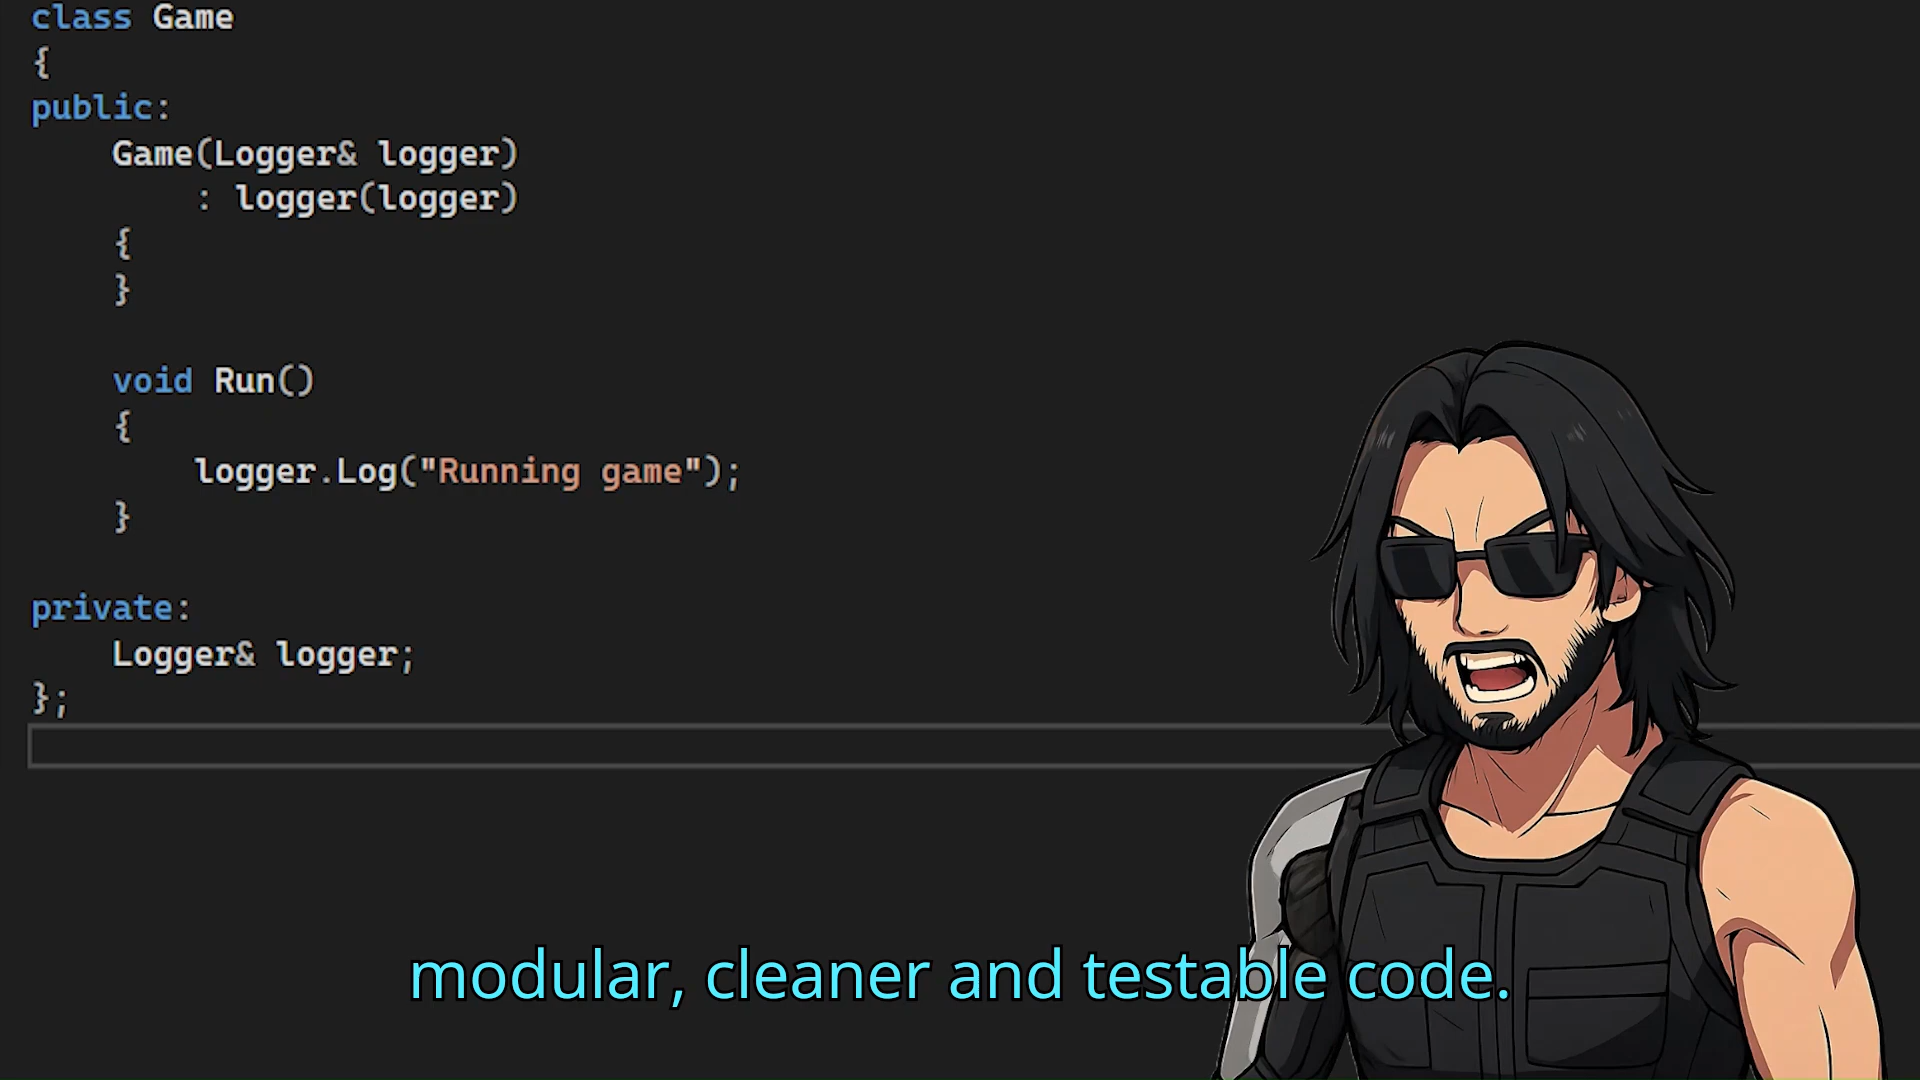 class Game
{
public:
    Game(Logger& logger)
        : logger(logger)
    {
    }

    void Run()
    {
        logger.Log("Running game");
    }

private:
    Logger& logger;
};
modular, cleaner and testable code.